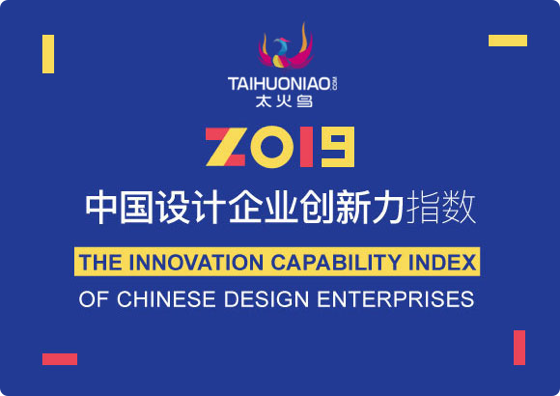 TAIHUONIAO.COM
太火鸟
2019
中国设计企业创新力指数
THE INNOVATION CAPABILITY INDEX
OF CHINESE DESIGN ENTERPRISES